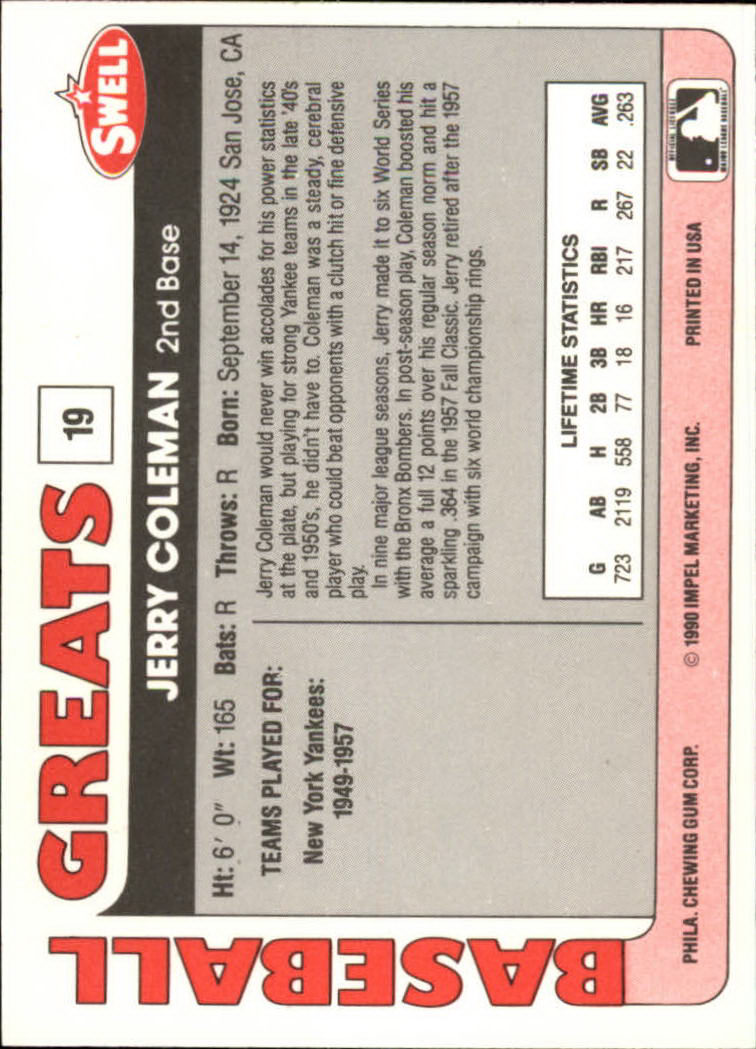 BASEBALL
GREATS
19
SWELL
JERRY COLEMAN 2nd Base
Ht: 6' 0" Wt: 165 Bats: R Throws: R Born: September 14, 1924 San Jose, CA
TEAMS PLAYED FOR:
New York Yankees:
1949-1957
Jerry Coleman would never win accolades for his power statistics
at the plate, but playing for strong Yankee teams in the late '40's
and 1950's, he didn't have to. Coleman was a steady, cerebral
player who could beat opponents with a clutch hit or fine defensive
play.
In nine major league seasons, Jerry made it to six World Series
with the Bronx Bombers. In post-season play, Coleman boosted his
average a full 12 points over his regular season norm and hit a
sparkling .364 in the 1957 Fall Classic. Jerry retired after the 1957
campaign with six world championship rings.
LIFETIME STATISTICS
G AB H 2B 3B HR RBI R SB AVG
723 2119 558 77 18 16 217 267 22 .263
PHILA. CHEWING GUM CORP. © 1990 IMPEL MARKETING, INC. PRINTED IN USA
OFFICIAL LICENSEE
MAJOR LEAGUE BASEBALL